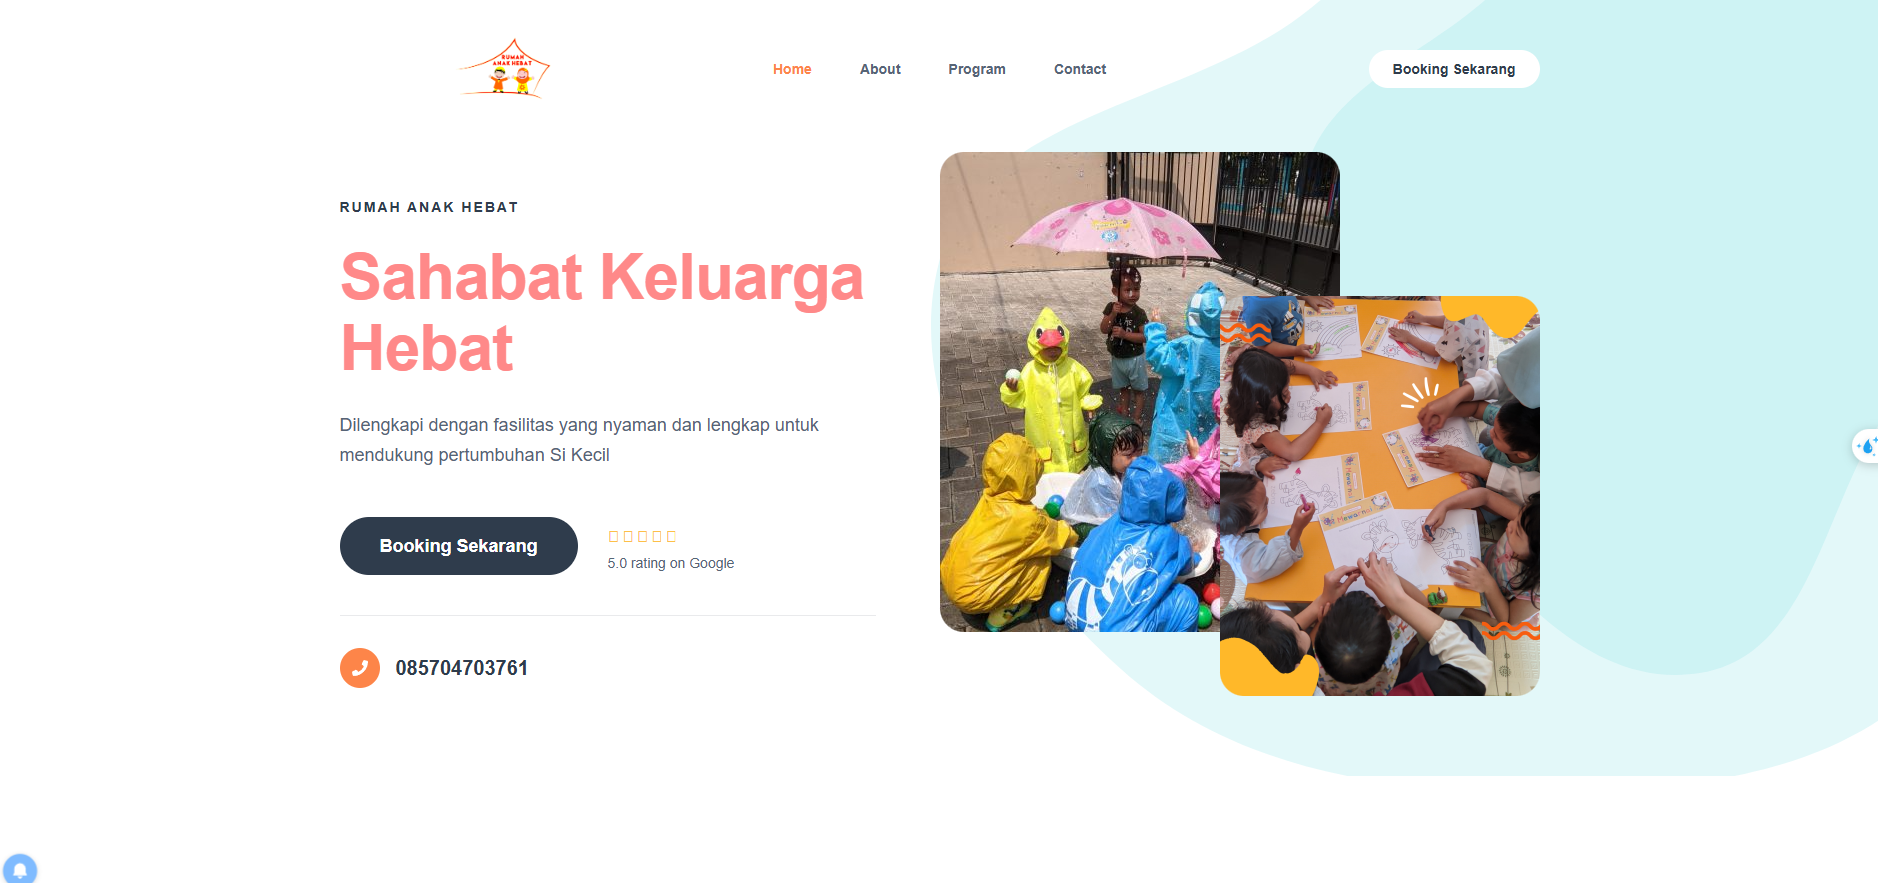 RUMAH
ANAK HEBAT
Home
About
Program
Contact
Booking Sekarang
RUMAH ANAK HEBAT
Sahabat Keluarga
Hebat
Dilengkapi dengan fasilitas yang nyaman dan lengkap untuk
mendukung pertumbuhan Si Kecil
Booking Sekarang
5.0 rating on Google
085704703761